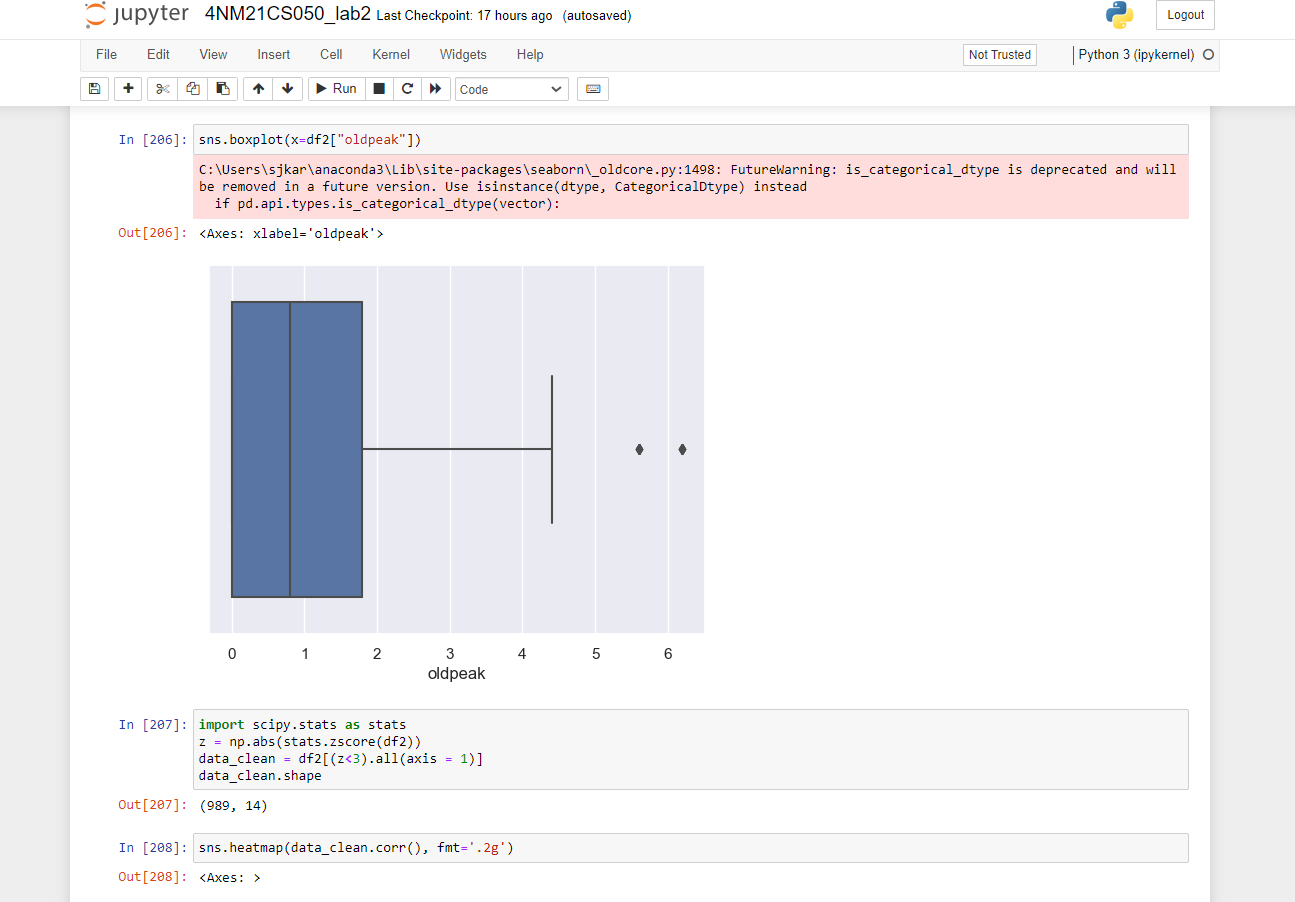 jupyter 4NM21CS050_lab2 Last Checkpoint: 17 hours ago (autosaved)
Logout
File Edit View Insert Cell Kernel Widgets Help
Not Trusted
Python 3 (ipykernel)
Run
Code
In [206]: sns.boxplot(x=df2["oldpeak"])
C:\Users\sjkar\anaconda3\Lib\site-packages\seaborn\_oldcore.py:1498: FutureWarning: is_categorical_dtype is deprecated and will
be removed in a future version. Use isinstance(dtype, CategoricalDtype) instead
if pd.api.types.is_categorical_dtype(vector):
Out[206]: <Axes: xlabel='oldpeak'>
0 1 2 3 4 5 6
oldpeak
In [207]: import scipy.stats as stats
z = np.abs(stats.zscore(df2))
data_clean = df2[(z<3).all(axis = 1)]
data_clean.shape
Out[207]: (989, 14)
In [208]: sns.heatmap(data_clean.corr(), fmt='.2g')
Out[208]: <Axes: >